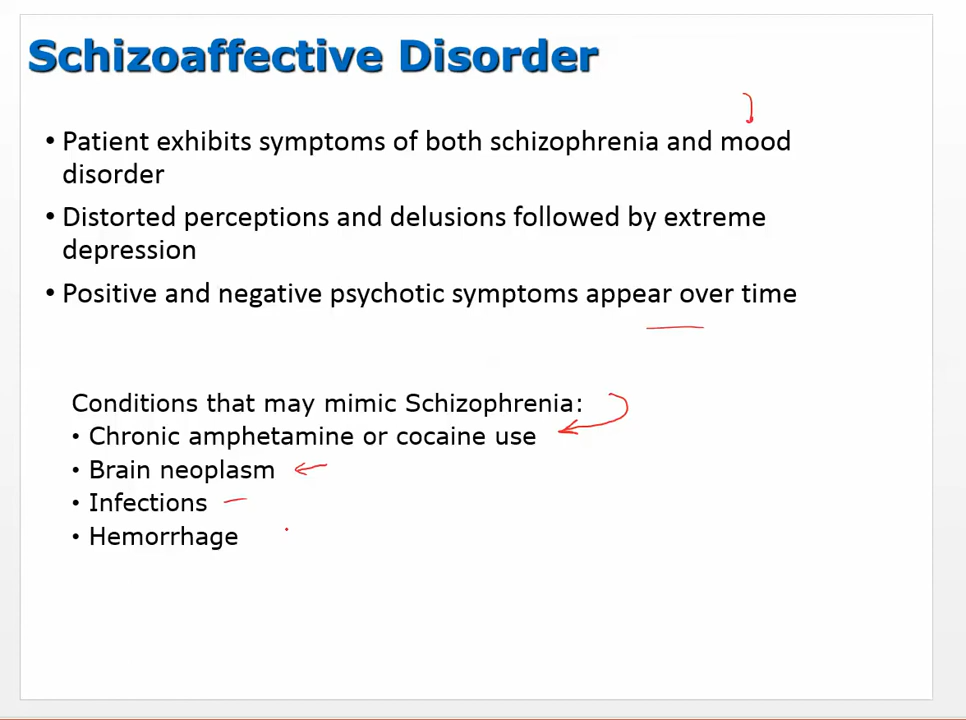 Schizoaffective Disorder
• Patient exhibits symptoms of both schizophrenia and mood
disorder
• Distorted perceptions and delusions followed by extreme
depression
• Positive and negative psychotic symptoms appear over time
Conditions that may mimic Schizophrenia:
• Chronic amphetamine or cocaine use
• Brain neoplasm
• Infections
• Hemorrhage